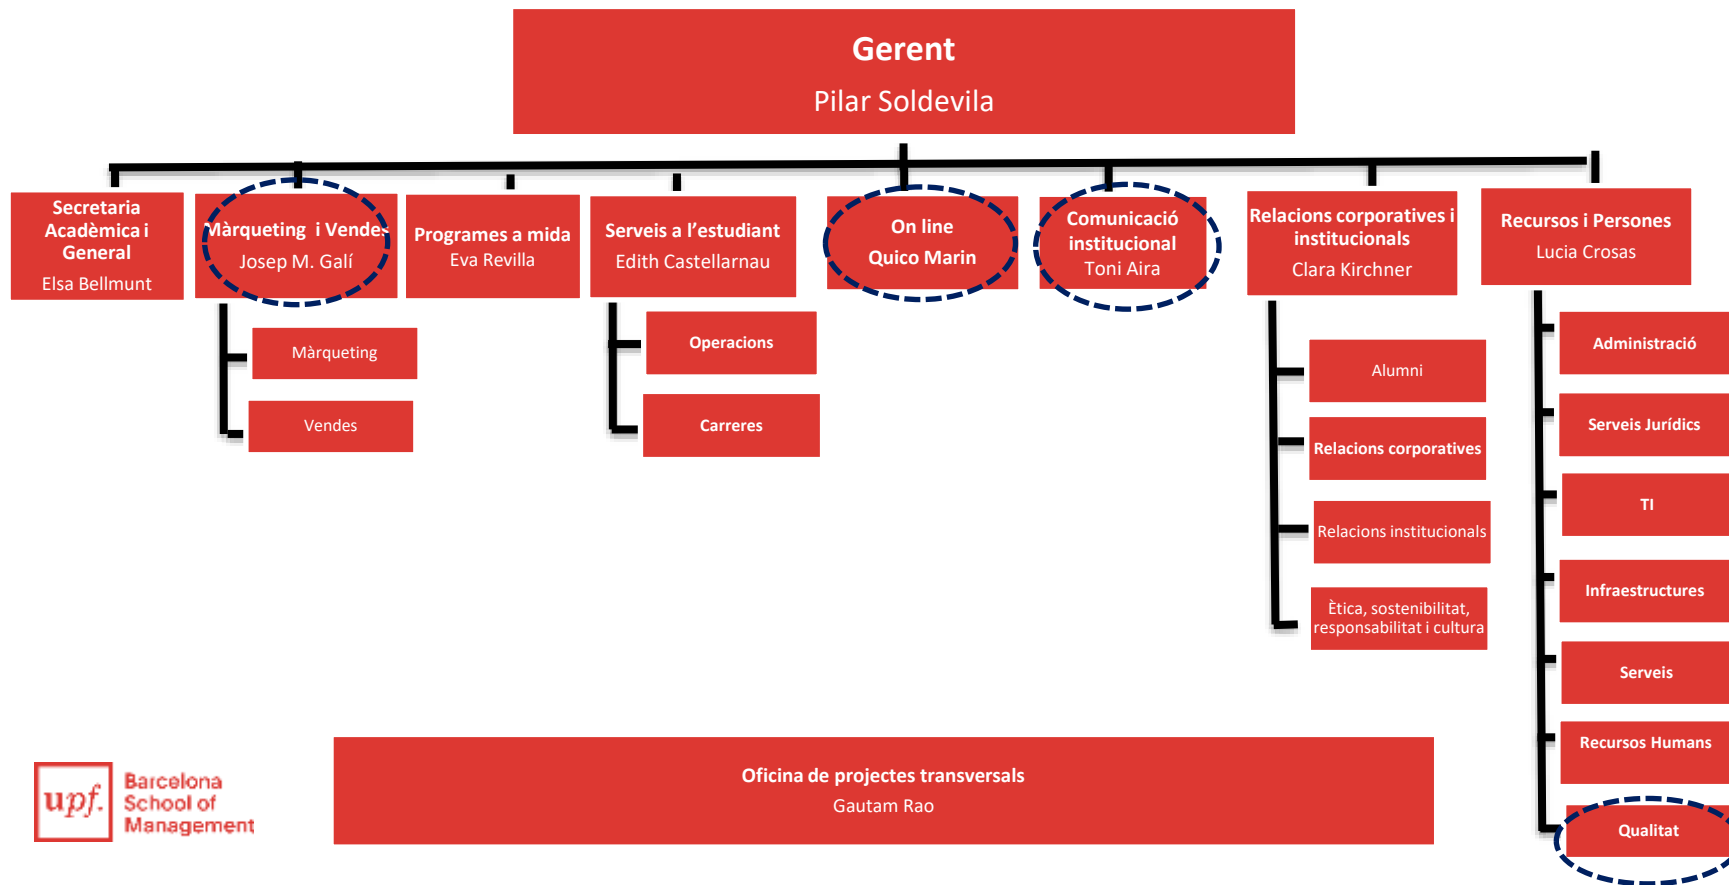 Gerent
Pilar Soldevila
Secretaria
Acadèmica i
General
Elsa Bellmunt
Màrqueting i Vendes
Josep M. Galí
Programes a mida
Eva Revilla
Serveis a l'estudiant
Edith Castellarnau
On line
Quico Marin
Comunicació
institucional
Toni Aira
Relacions corporatives i
institucionals
Clara Kirchner
Recursos i Persones
Lucia Crosas
Màrqueting
Vendes
Operacions
Carreres
Alumni
Relacions corporatives
Relacions institucionals
Ètica, sostenibilitat,
responsabilitat i cultura
Administració
Serveis Jurídics
TI
Infraestructures
Serveis
Recursos Humans
Qualitat
Oficina de projectes transversals
Gautam Rao
upf.
Barcelona
School of
Management